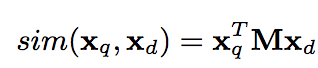 sim(x_q, x_d) = x_q^T M x_d